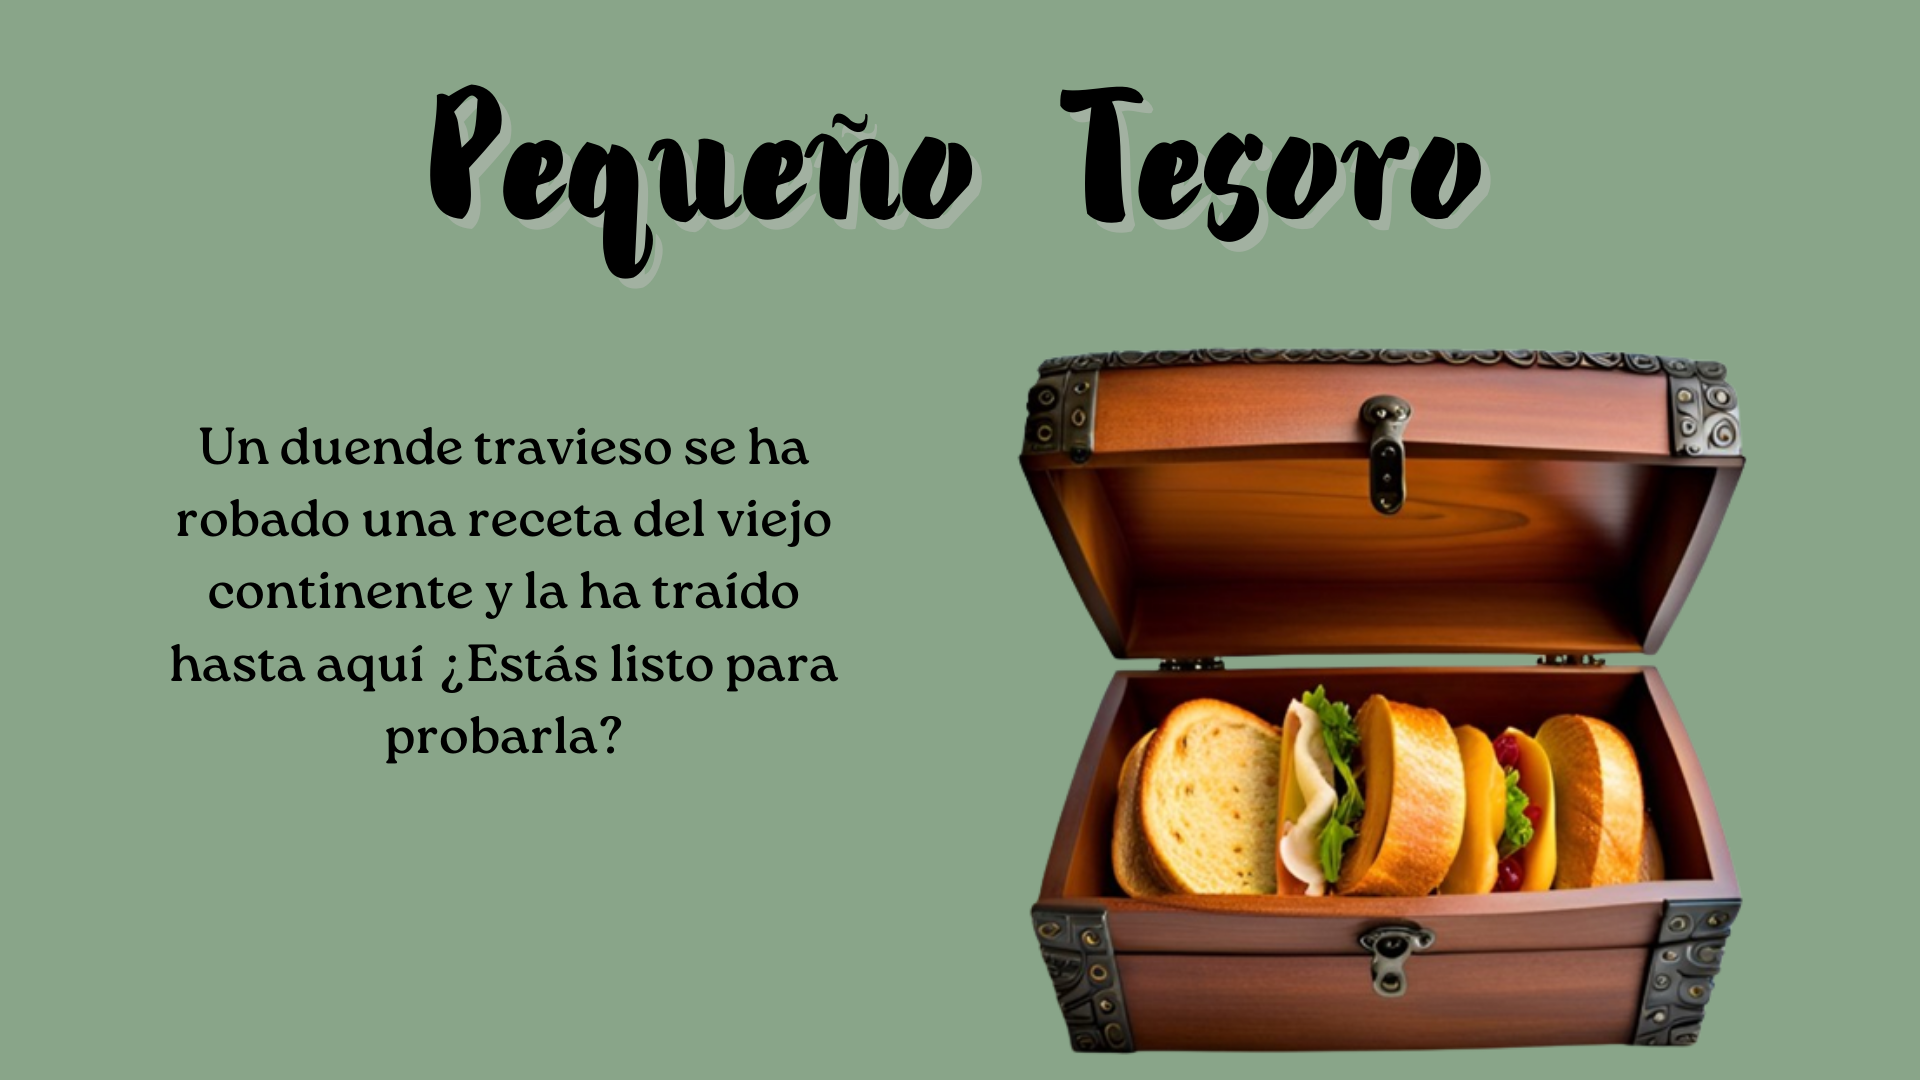 Pequeño Tesoro
Un duende travieso se ha
robado una receta del viejo
continente y la ha traído
hasta aquí ¿Estás listo para
probarla?